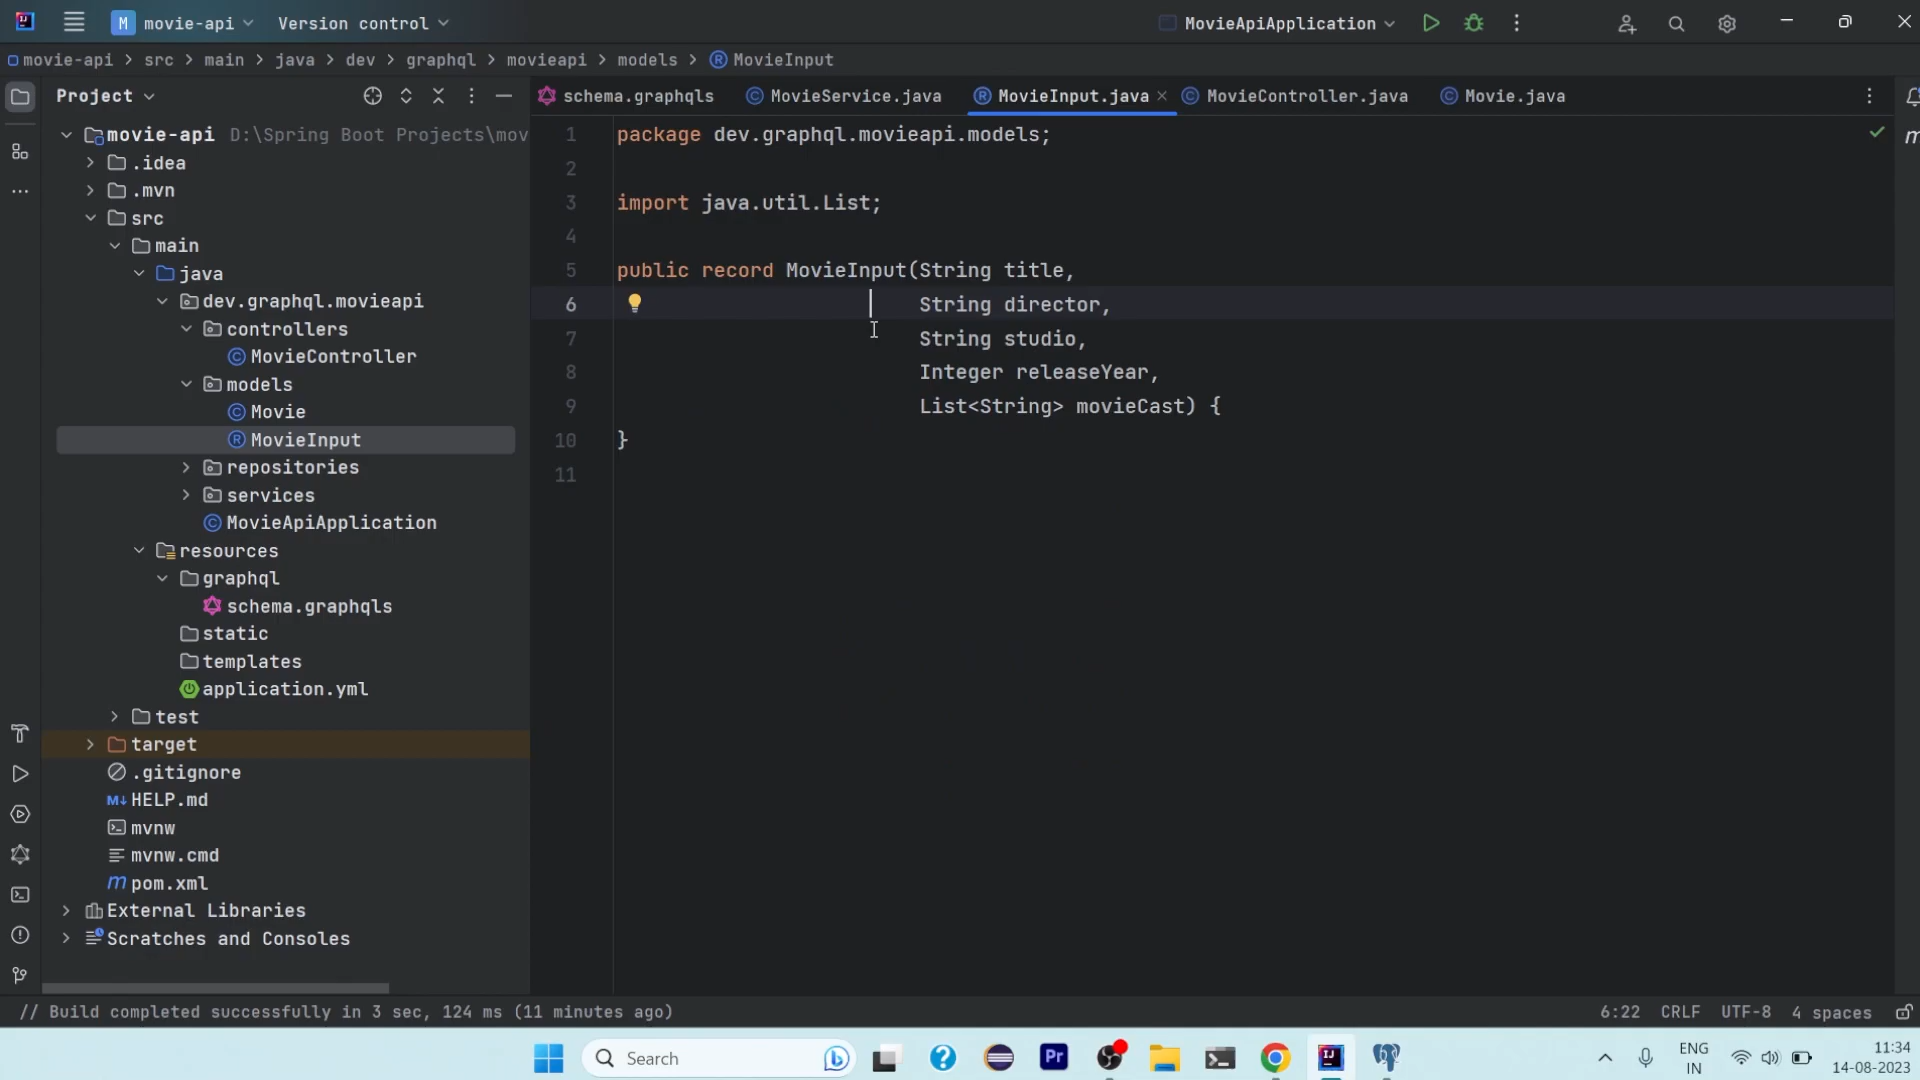 M movie-api Version control MovieApiApplication
movie-api > src > main > java > dev > graphql > movieapi > models > MovieInput
Project
schema.graphqls MovieService.java MovieInput.java MovieController.java Movie.java
movie-api D:\Spring Boot Projects\mov
.idea
.mvn
src
main
java
dev.graphql.movieapi
controllers
MovieController
models
Movie
MovieInput
repositories
services
MovieApiApplication
resources
graphql
schema.graphqls
static
templates
application.yml
test
target
.gitignore
HELP.md
mvnw
mvnw.cmd
pom.xml
External Libraries
Scratches and Consoles
1 package dev.graphql.movieapi.models;
2
3 import java.util.List;
4
5 public record MovieInput(String title,
6 String director,
7 String studio,
8 Integer releaseYear,
9 List<String> movieCast) {
10 }
11
// Build completed successfully in 3 sec, 124 ms (11 minutes ago) 6:22 CRLF UTF-8 4 spaces
Search
Pr
ENG
IN
11:34
14-08-2023